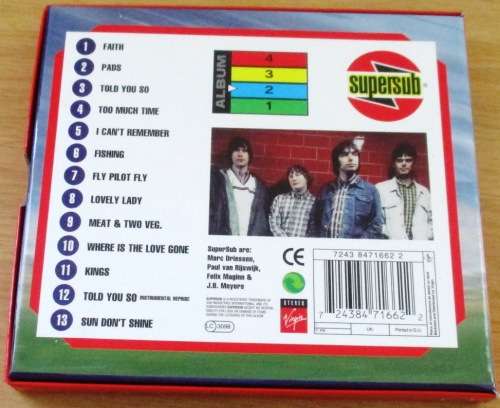 1 FAITH
2 PADS
3 TOLD YOU SO
4 TOO MUCH TIME
5 I CAN'T REMEMBER
6 FISHING
7 FLY PILOT FLY
8 LOVELY LADY
9 MEAT & TWO VEG.
10 WHERE IS THE LOVE GONE
11 KINGS
12 TOLD YOU SO INSTRUMENTAL REPRISE
13 SUN DON'T SHINE
ALBUM
4
3
2
1
supersub
SuperSub are:
Marc Driessen,
Paul van Rijswijk,
Felix Maginn &
J.B. Meyers
CE
STEREO
Virgin
LC 3098
7243 8471662 2
7 24384 71662 2